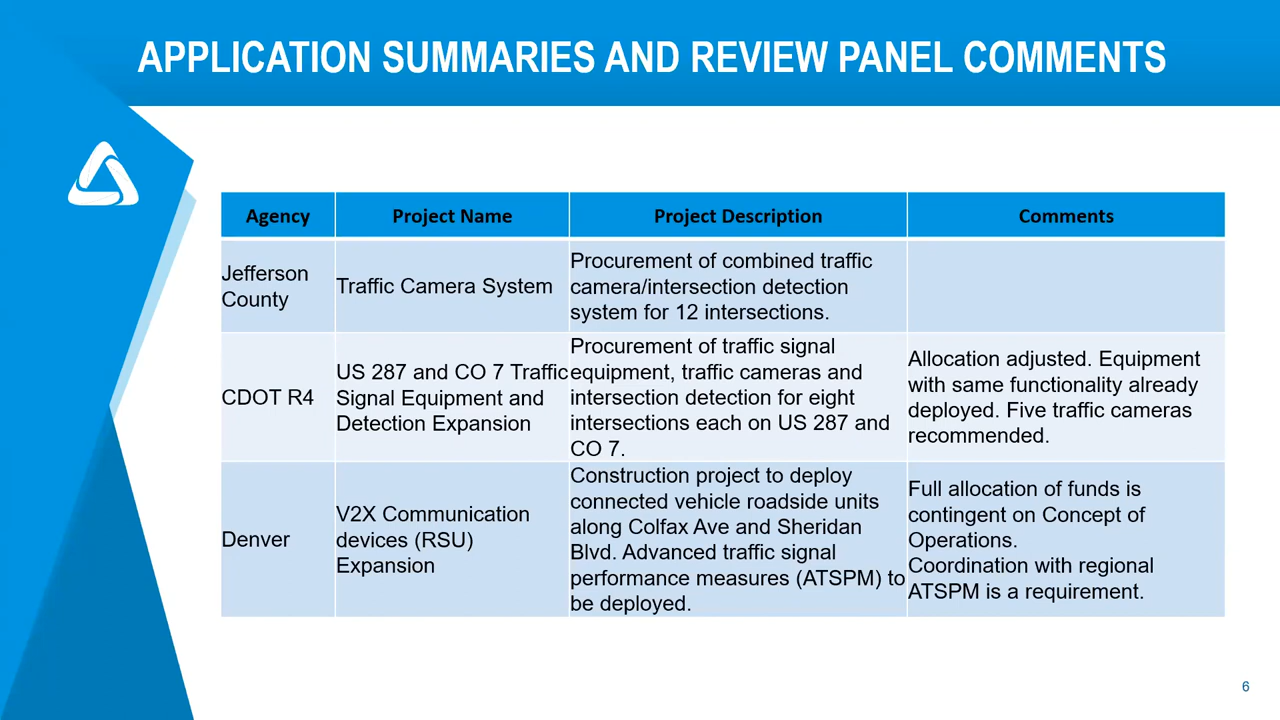 APPLICATION SUMMARIES AND REVIEW PANEL COMMENTS
Agency
Project Name
Project Description
Comments
Jefferson
County
Traffic Camera System
Procurement of combined traffic
camera/intersection detection
system for 12 intersections.
CDOT R4
US 287 and CO 7 Traffic
Signal Equipment and
Detection Expansion
Procurement of traffic signal
equipment, traffic cameras and
intersection detection for eight
intersections each on US 287 and
CO 7.
Allocation adjusted. Equipment
with same functionality already
deployed. Five traffic cameras
recommended.
Denver
V2X Communication
devices (RSU)
Expansion
Construction project to deploy
connected vehicle roadside units
along Colfax Ave and Sheridan
Blvd. Advanced traffic signal
performance measures (ATSPM) to
be deployed.
Full allocation of funds is
contingent on Concept of
Operations.
Coordination with regional
ATSPM is a requirement.
6